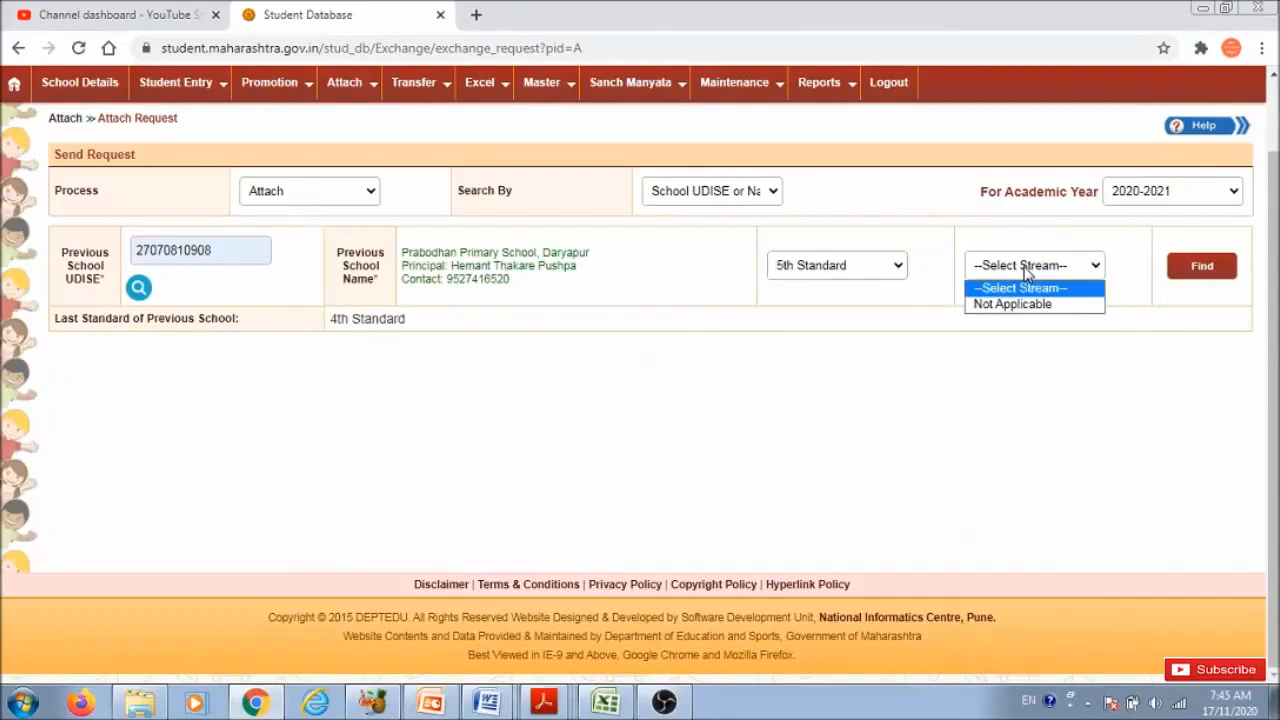 Channel dashboard - YouTube S
Student Database
student.maharashtra.gov.in/stud_db/Exchange/exchange_request?pid=A
School Details
Student Entry
Promotion
Attach
Transfer
Excel
Master
Sanch Manyata
Maintenance
Reports
Logout
Attach >> Attach Request
Help
Send Request
Process
Attach
Search By
School UDISE or Na
For Academic Year
2020-2021
Previous School UDISE*
27070810908
Previous School Name*
Prabodhan Primary School, Daryapur
Principal: Hemant Thakare Pushpa
Contact: 9527416520
5th Standard
--Select Stream--
Find
--Select Stream--
Not Applicable
Last Standard of Previous School:
4th Standard
Disclaimer | Terms & Conditions | Privacy Policy | Copyright Policy | Hyperlink Policy
Copyright © 2015 DEPTEDU. All Rights Reserved Website Designed & Developed by Software Development Unit, National Informatics Centre, Pune.
Website Contents and Data Provided & Maintained by Department of Education and Sports, Government of Maharashtra
Best Viewed in IE-9 and Above, Google Chrome and Mozilla Firefox.
Subscribe
EN
7:45 AM
17/11/2020